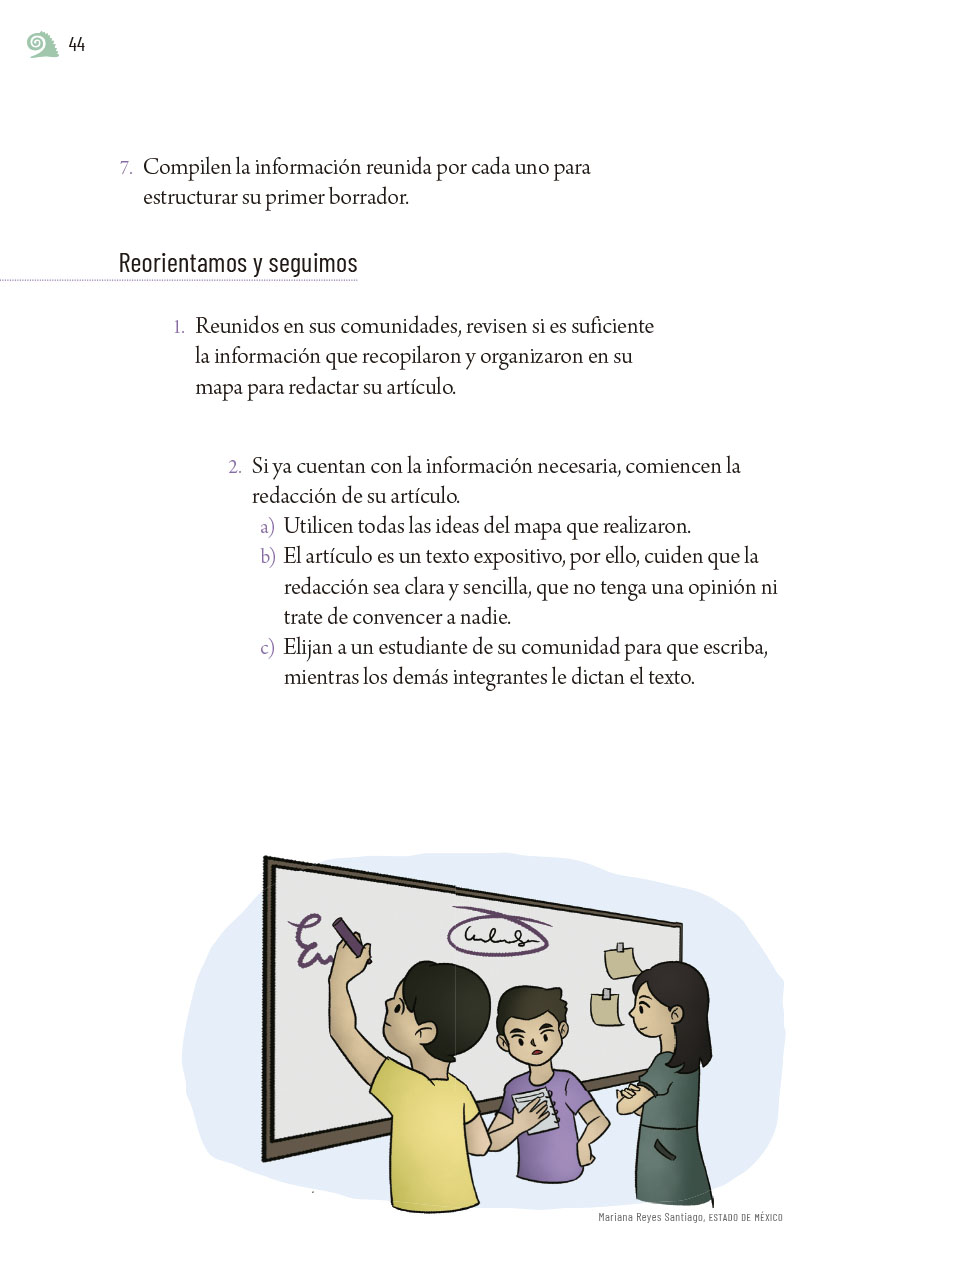 44
7. Compilen la información reunida por cada uno para
estructurar su primer borrador.
Reorientamos y seguimos
1. Reunidos en sus comunidades, revisen si es suficiente
la información que recopilaron y organizaron en su
mapa para redactar su artículo.
2. Si ya cuentan con la información necesaria, comiencen la
redacción de su artículo.
a) Utilicen todas las ideas del mapa que realizaron.
b) El artículo es un texto expositivo, por ello, cuiden que la
redacción sea clara y sencilla, que no tenga una opinión ni
trate de convencer a nadie.
c) Elijan a un estudiante de su comunidad para que escriba,
mientras los demás integrantes le dictan el texto.
Mariana Reyes Santiago, ESTADO DE MÉXICO